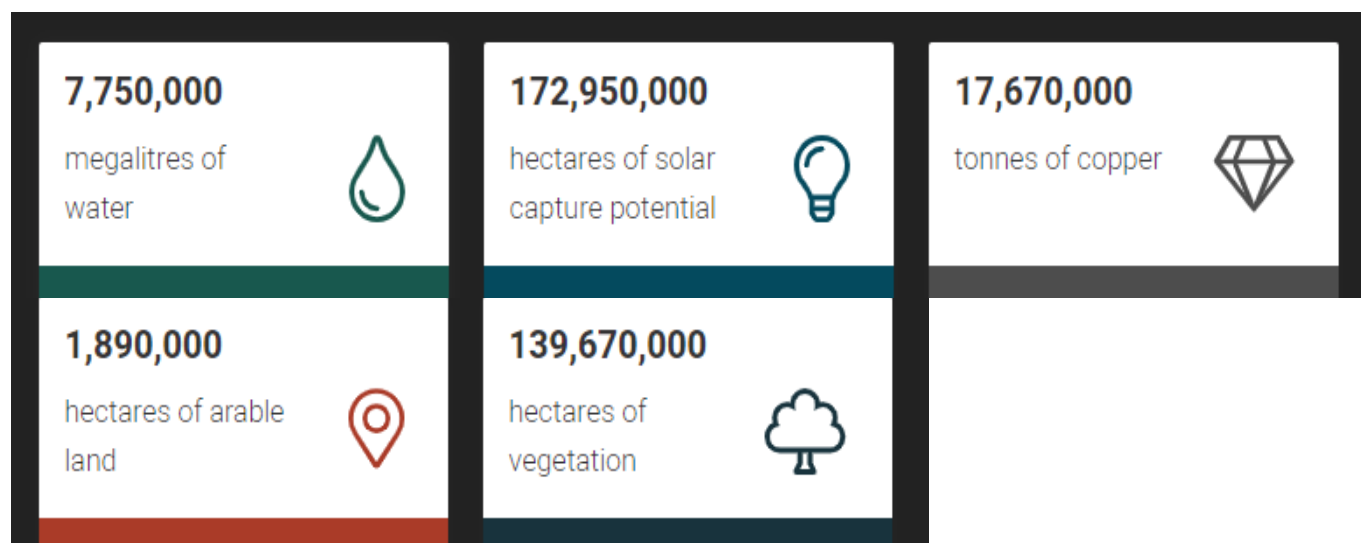 7,750,000
megalitres of
water
172,950,000
hectares of solar
capture potential
17,670,000
tonnes of copper
1,890,000
hectares of arable
land
139,670,000
hectares of
vegetation